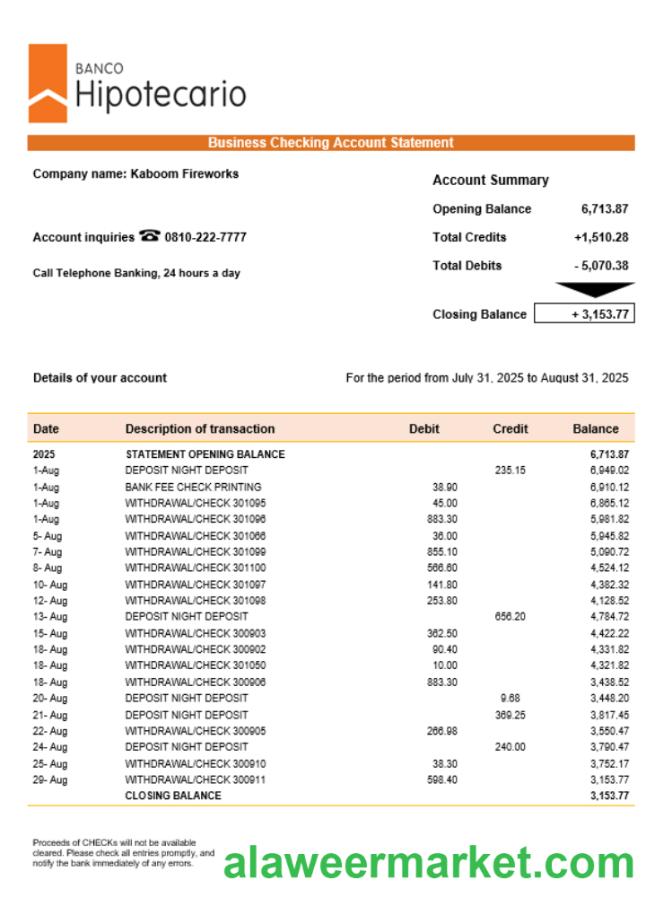 BANCO
Hipotecario
Business Checking Account Statement
Company name: Kaboom Fireworks
Account inquiries ☎ 0810-222-7777
Call Telephone Banking, 24 hours a day
Account Summary
Opening Balance 6,713.87
Total Credits +1,510.28
Total Debits - 5,070.38
Closing Balance + 3,153.77
Details of your account For the period from July 31, 2025 to August 31, 2025
Date Description of transaction Debit Credit Balance
2025 STATEMENT OPENING BALANCE 6,713.87
1-Aug DEPOSIT NIGHT DEPOSIT 235.15 6,949.02
1-Aug BANK FEE CHECK PRINTING 38.90 6,910.12
1-Aug WITHDRAWAL/CHECK 301095 45.00 6,865.12
1-Aug WITHDRAWAL/CHECK 301096 883.30 5,981.82
5- Aug WITHDRAWAL/CHECK 301066 36.00 5,945.82
7- Aug WITHDRAWAL/CHECK 301099 855.10 5,090.72
8- Aug WITHDRAWAL/CHECK 301100 566.60 4,524.12
10- Aug WITHDRAWAL/CHECK 301097 141.80 4,382.32
12- Aug WITHDRAWAL/CHECK 301098 253.80 4,128.52
13- Aug DEPOSIT NIGHT DEPOSIT 656.20 4,784.72
15- Aug WITHDRAWAL/CHECK 300903 362.50 4,422.22
18- Aug WITHDRAWAL/CHECK 300902 90.40 4,331.82
18- Aug WITHDRAWAL/CHECK 301050 10.00 4,321.82
18- Aug WITHDRAWAL/CHECK 300906 883.30 3,438.52
20- Aug DEPOSIT NIGHT DEPOSIT 9.68 3,448.20
21- Aug DEPOSIT NIGHT DEPOSIT 369.25 3,817.45
22- Aug WITHDRAWAL/CHECK 300905 266.98 3,550.47
24- Aug DEPOSIT NIGHT DEPOSIT 240.00 3,790.47
25- Aug WITHDRAWAL/CHECK 300910 38.30 3,752.17
29- Aug WITHDRAWAL/CHECK 300911 598.40 3,153.77
CLOSING BALANCE 3,153.77
Proceeds of CHECKs will not be available
cleared. Please check all entries promptly, and
notify the bank immediately of any errors.
alaweermarket.com